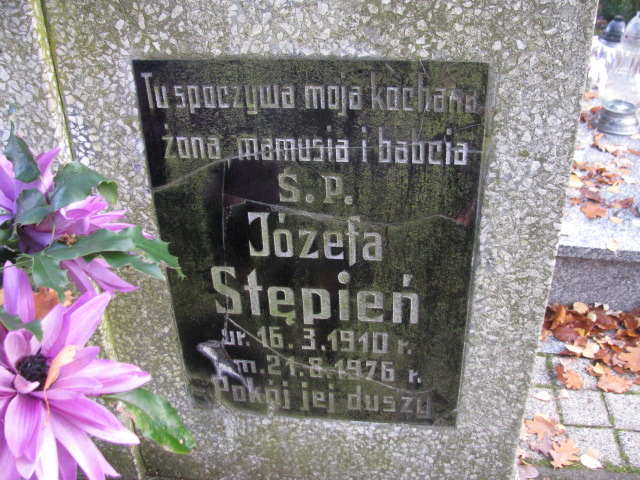 Tu spoczywa moja kochana
żona mamusia i babcia
Ś.P.
Józefa
Stępień
ur. 16.3.1910 r.
zm. 21.8.1976 r.
Pokój jej duszy